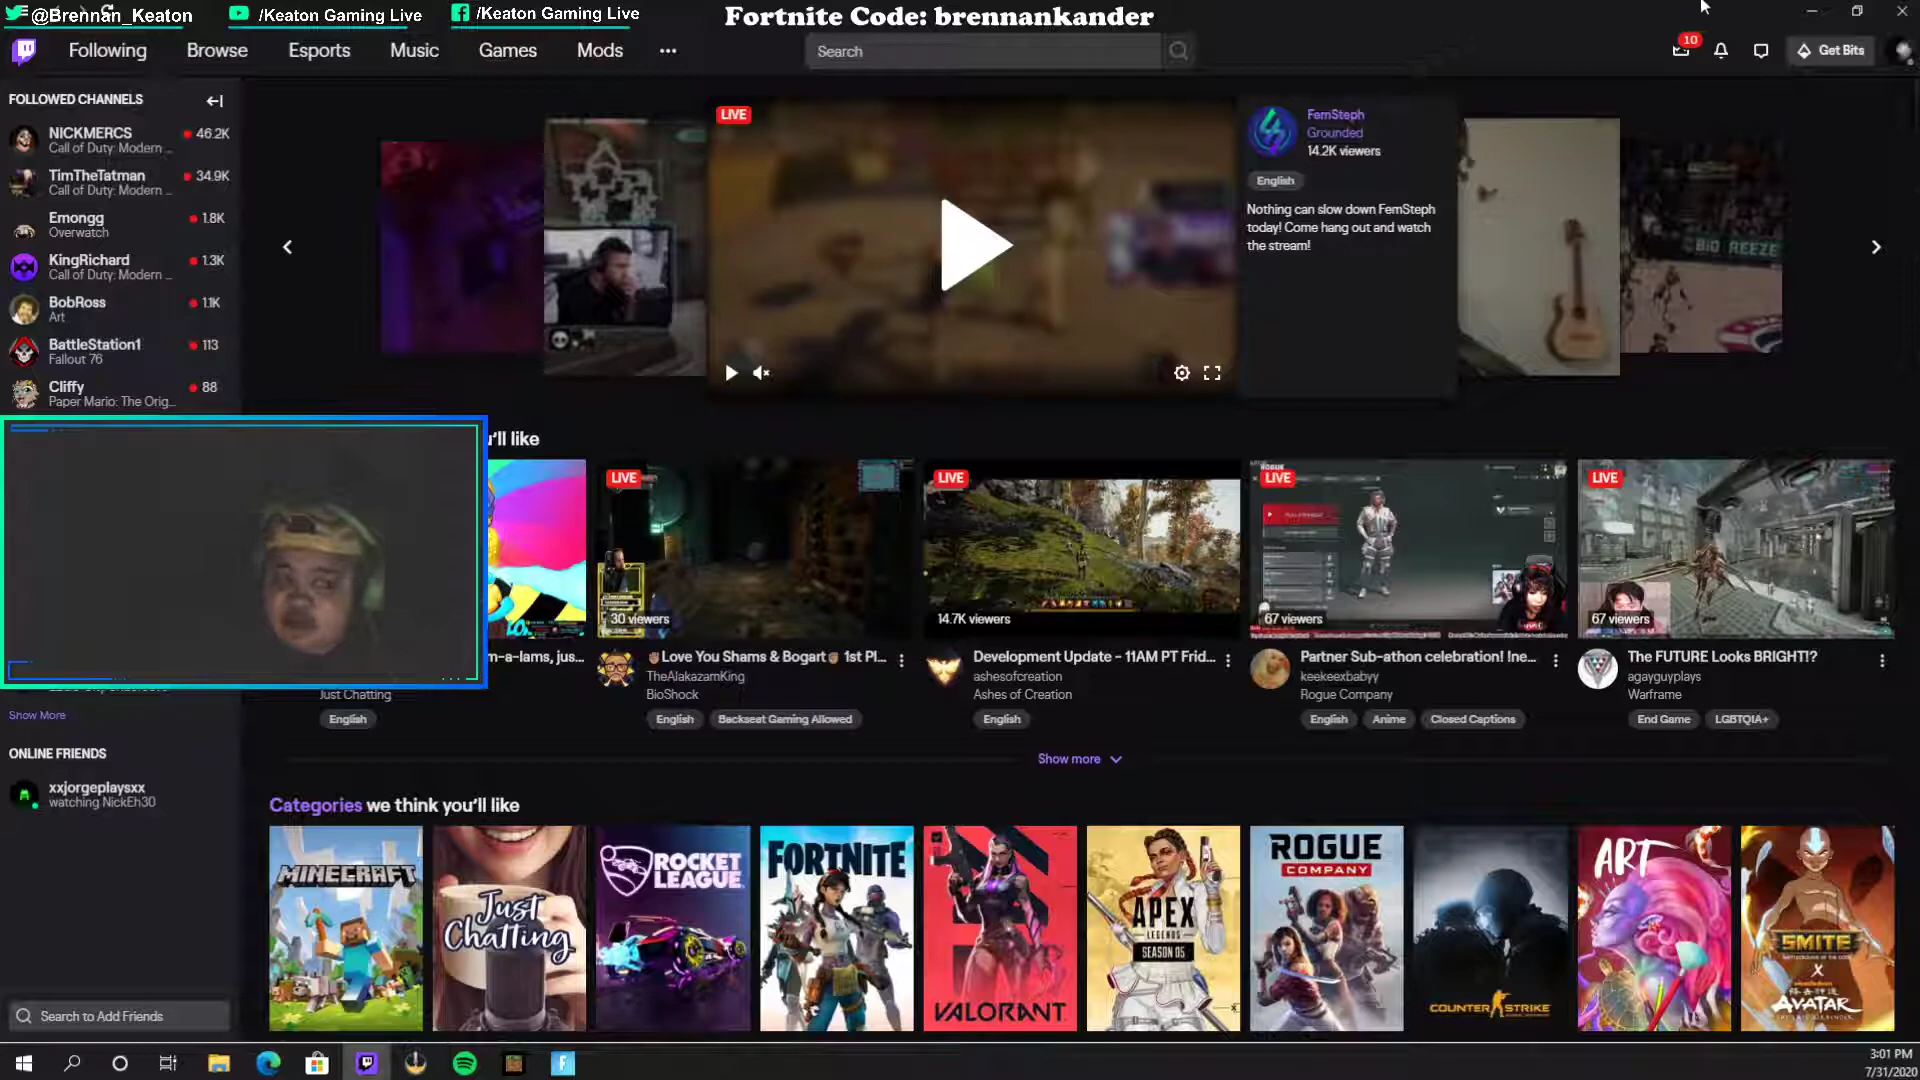 @Brennan_Keaton
/Keaton Gaming Live
/Keaton Gaming Live
Fortnite Code: brennankander
Following
Browse
Esports
Music
Games
Mods
Search
10
Get Bits
FOLLOWED CHANNELS
NICKMERCS
46.2K
Call of Duty: Modern ...
TimTheTatman
34.9K
Call of Duty: Modern ...
Emongg
1.8K
Overwatch
KingRichard
1.3K
Call of Duty: Modern ...
BobRoss
1.1K
Art
BattleStation1
113
Fallout 76
Cliffy
88
Paper Mario: The Orig...
Show More
ONLINE FRIENDS
xxjorgeplaysxx
watching NickEh30
Search to Add Friends
LIVE
FemSteph
Grounded
14.2K viewers
English
Nothing can slow down FemSteph
today! Come hang out and watch
the stream!
u'll like
m-a-lams, jus...
Just Chatting
English
LIVE
30 viewers
Love You Shams & Bogart 1st Pl...
TheAlakazamKing
BioShock
English
Backseat Gaming Allowed
LIVE
14.7K viewers
Development Update - 11AM PT Frid...
ashesofcreation
Ashes of Creation
English
ROGUE
LIVE
67 viewers
Partner Sub-athon celebration! !ne...
keekeexbabyy
Rogue Company
English
Anime
Closed Captions
LIVE
67 viewers
The FUTURE Looks BRIGHT!?
agayguyplays
Warframe
End Game
LGBTQIA+
Show more
Categories we think you'll like
MINECRAFT
Just
Chatting
ROCKET
LEAGUE
FORTNITE
VALORANT
APEX
LEGENDS
SEASON 05
ROGUE
COMPANY
COUNTER STRIKE
ART
SMITE
X
AVATAR
3:01 PM
7/31/2020